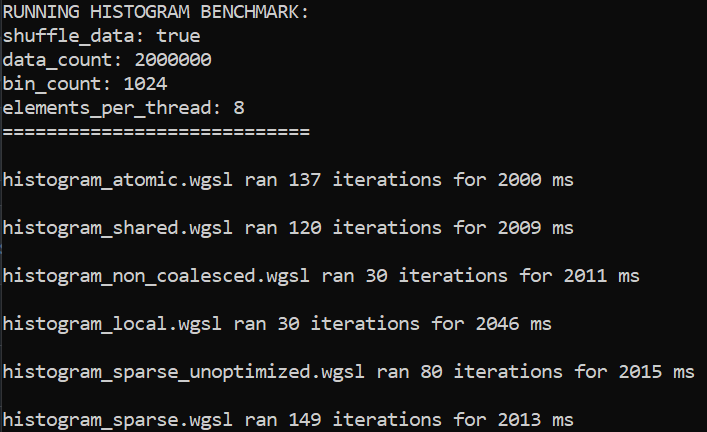 RUNNING HISTOGRAM BENCHMARK:
shuffle_data: true
data_count: 2000000
bin_count: 1024
elements_per_thread: 8
============================
histogram_atomic.wgsl ran 137 iterations for 2000 ms
histogram_shared.wgsl ran 120 iterations for 2009 ms
histogram_non_coalesced.wgsl ran 30 iterations for 2011 ms
histogram_local.wgsl ran 30 iterations for 2046 ms
histogram_sparse_unoptimized.wgsl ran 80 iterations for 2015 ms
histogram_sparse.wgsl ran 149 iterations for 2013 ms